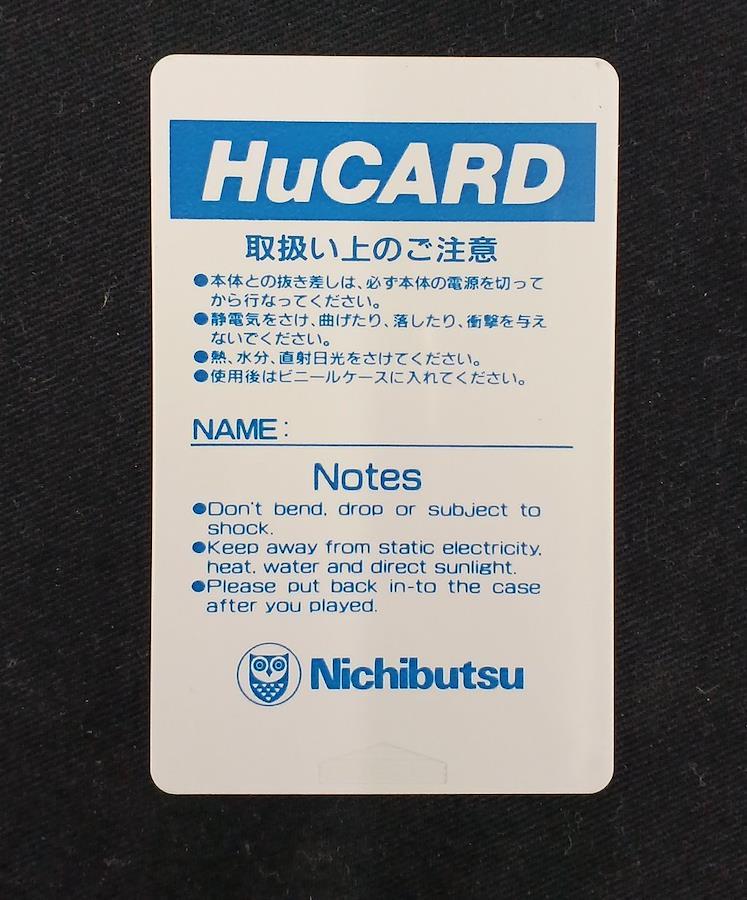 HuCARD
取扱い上のご注意
●本体との抜き差しは、必ず本体の電源を切って
から行なってください。
●静電気をさけ、曲げたり、落したり、衝撃を与え
ないでください。
●熱、水分、直射日光をさけてください。
●使用後はビニールケースに入れてください。
NAME:
Notes
●Don't bend, drop or subject to
shock.
●Keep away from static electricity,
heat, water and direct sunlight.
●Please put back in-to the case
after you played.
Nichibutsu